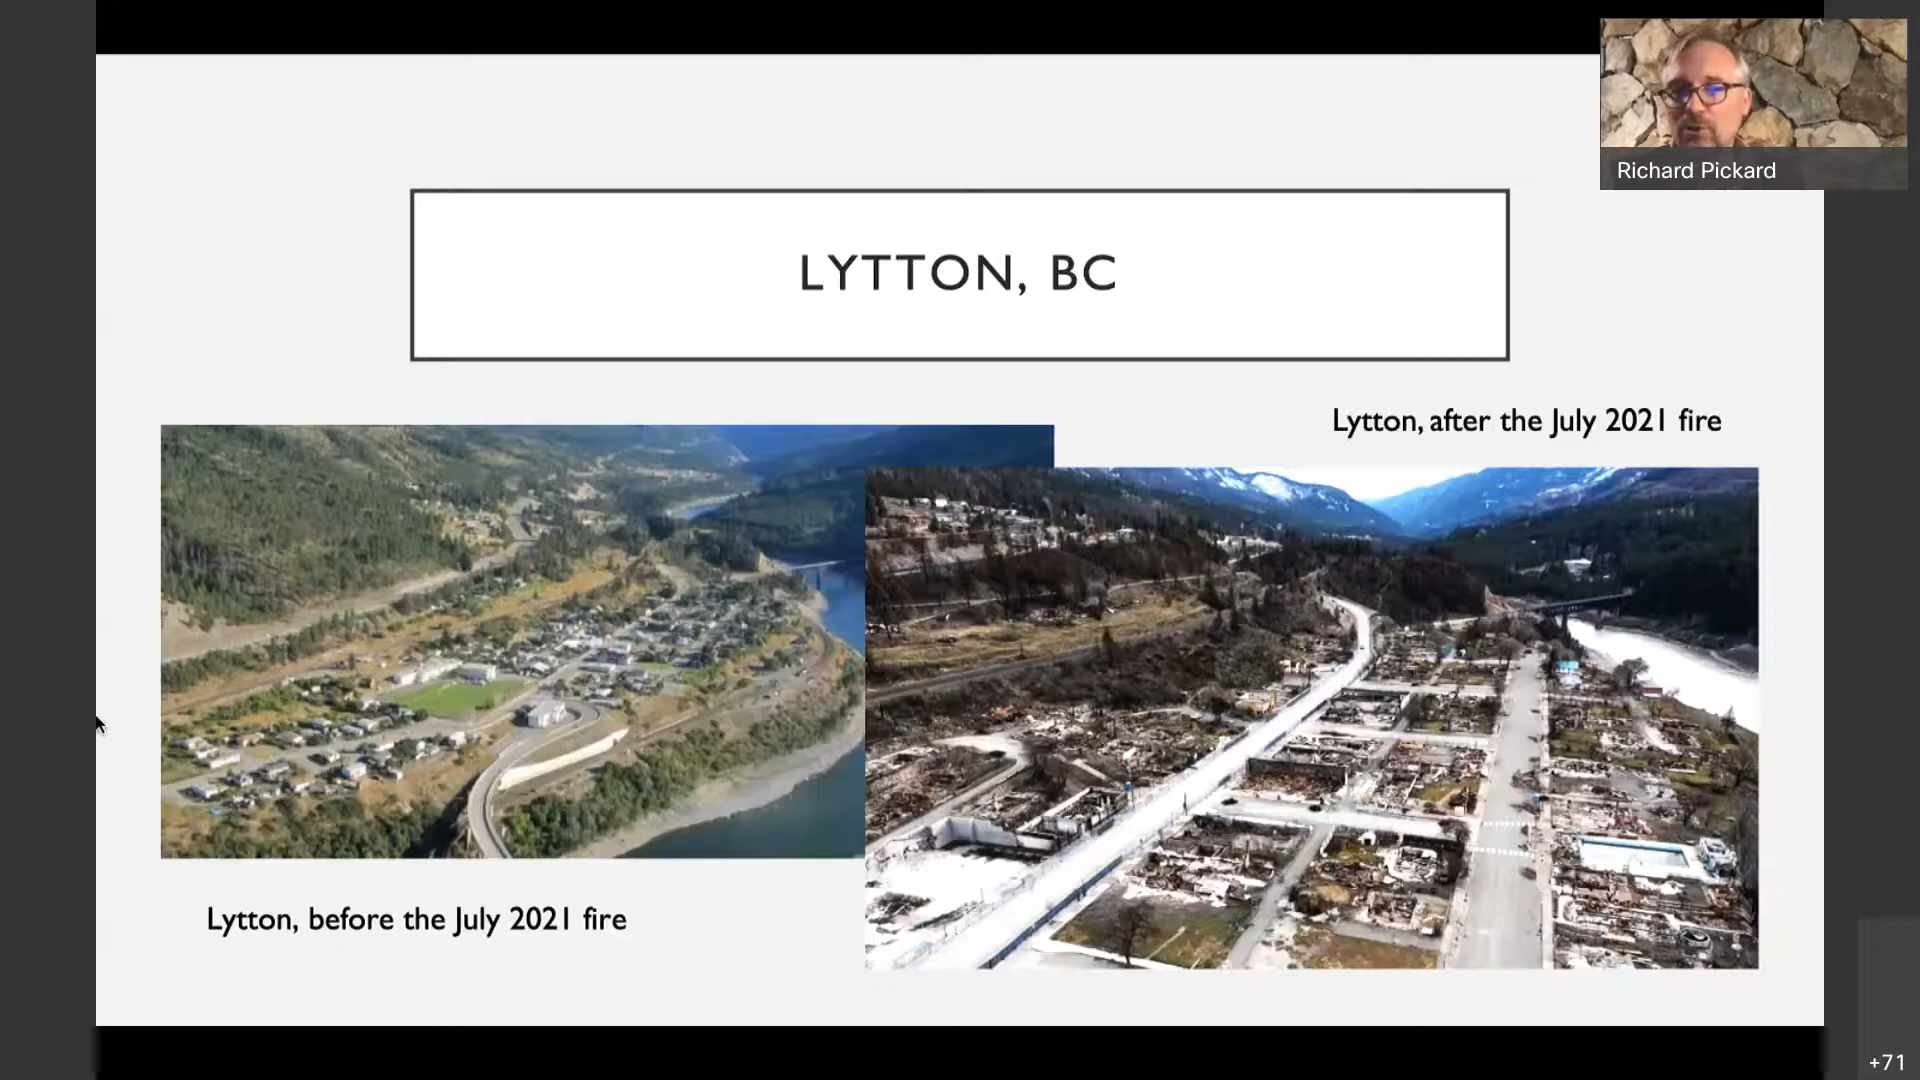 Richard Pickard
LYTTON, BC
Lytton, after the July 2021 fire
Lytton, before the July 2021 fire
+71